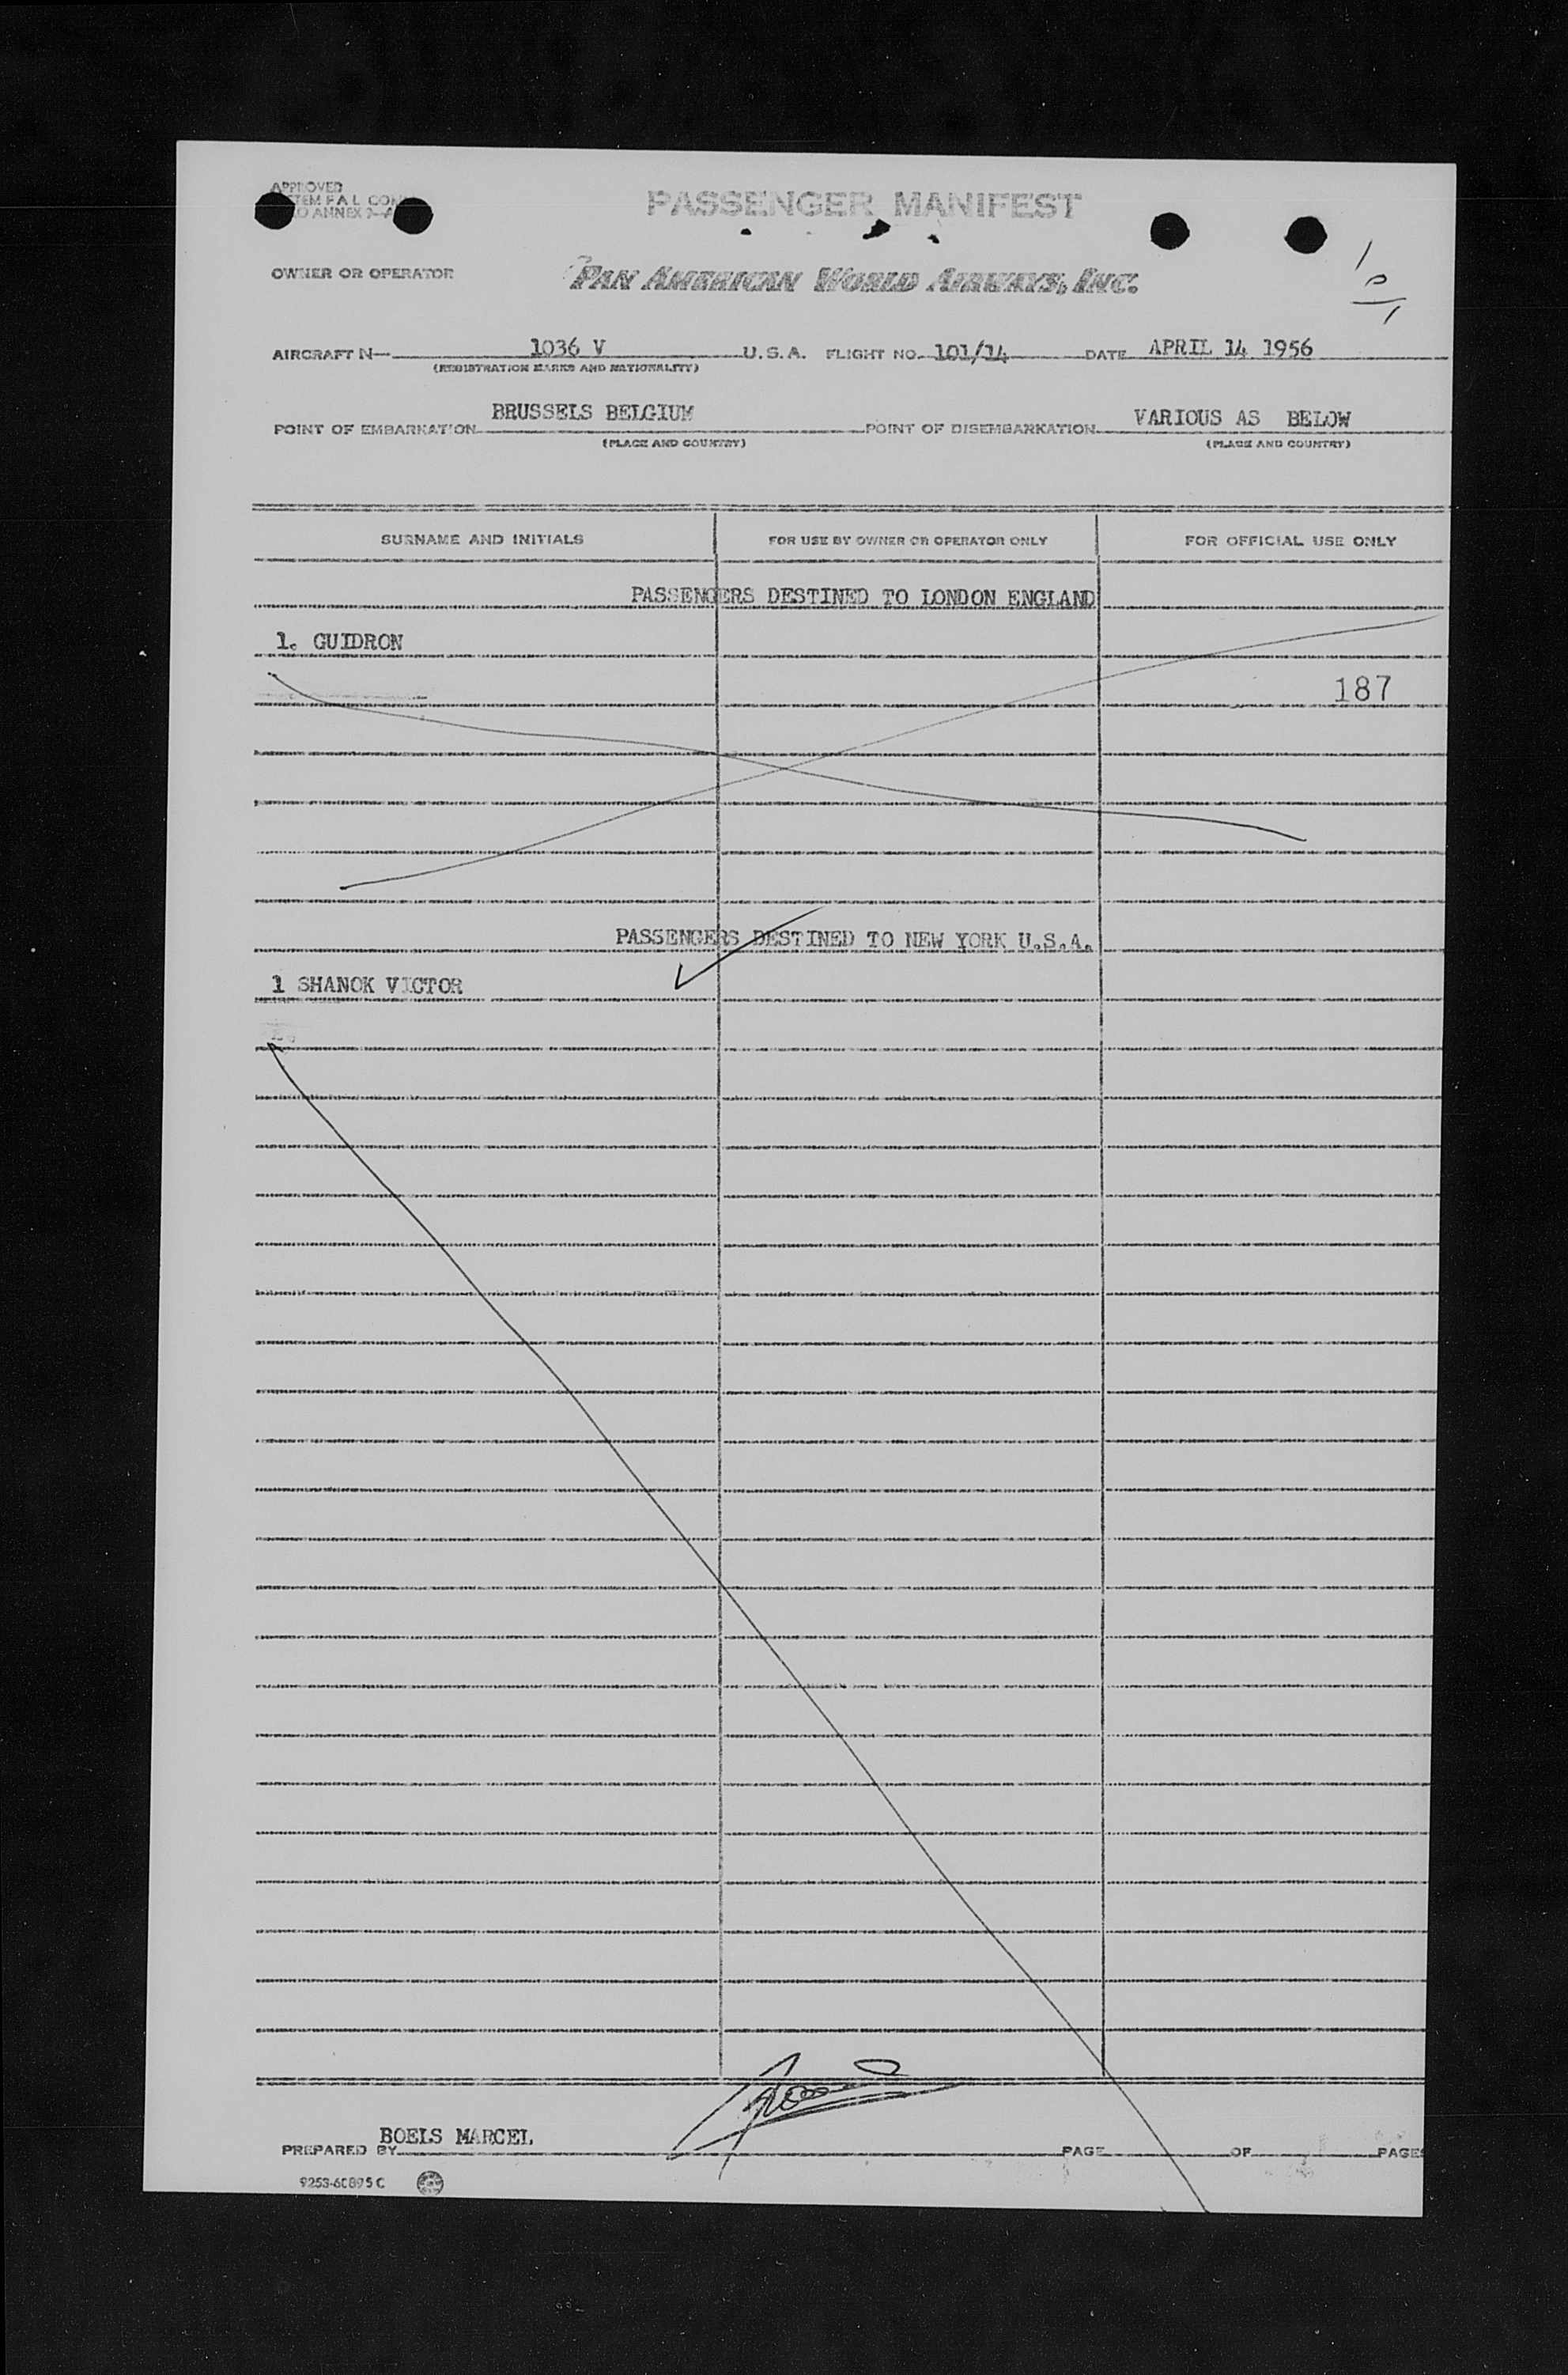 APPROVED
PASSENGER MANIFEST
OWNER OR OPERATOR PAN AMERICAN WORLD AIRWAYS, INC.
1
0
1
AIRCRAFT N— 1036 V U.S.A. FLIGHT NO. 101/14 DATE APRIL 14 1956
(REGISTRATION MARKS AND NATIONALITY)
POINT OF EMBARKATION BRUSSELS BELGIUM POINT OF DISEMBARKATION VARIOUS AS BELOW
(PLACE AND COUNTRY) (PLACE AND COUNTRY)
SURNAME AND INITIALS FOR USE BY OWNER OR OPERATOR ONLY FOR OFFICIAL USE ONLY
PASSENGERS DESTINED TO LONDON ENGLAND
1. GUIDRON
187
PASSENGERS DESTINED TO NEW YORK U.S.A.
1 SHANOK VICTOR
PREPARED BY BOELS MARCEL PAGE OF PAGES
9253-60895 C